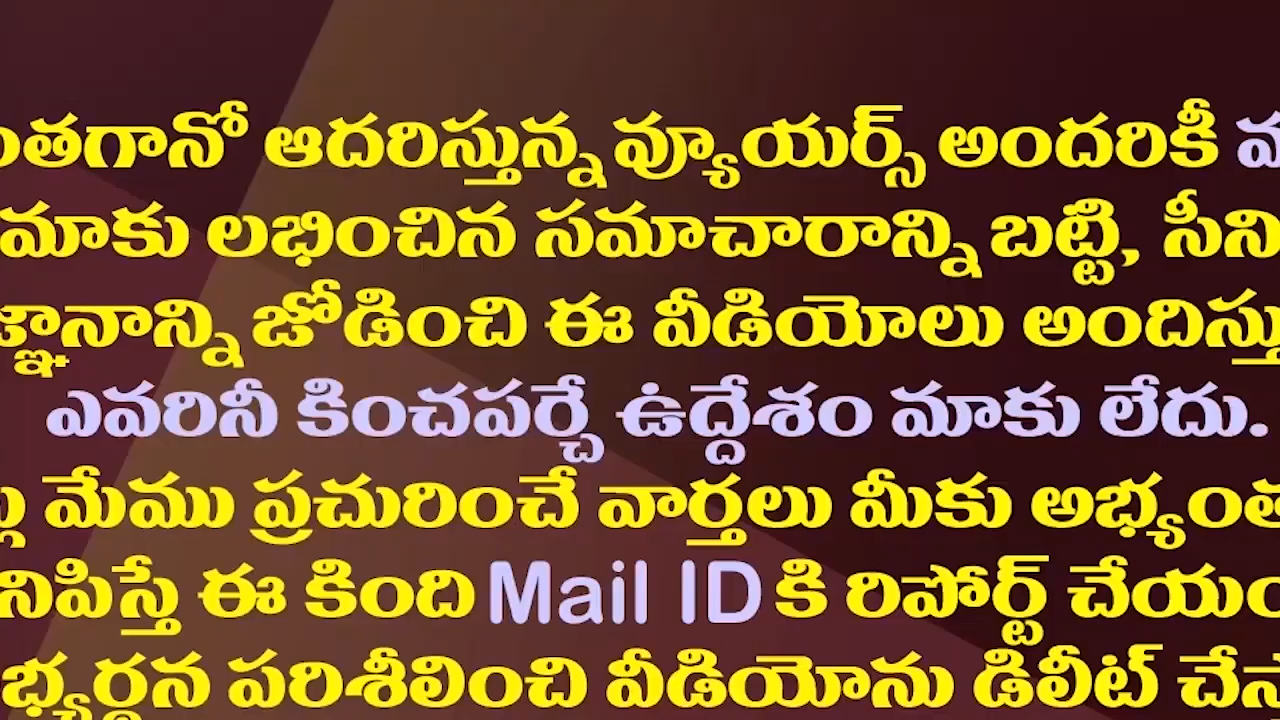 ంతగానో ఆదరిస్తున్న వ్యూయర్స్ అందరికీ
మాకు లభించిన సమాచారాన్ని బట్టి, సీని
జ్ఞానాన్ని జోడించి ఈ వీడియోలు అందిస్తు
ఎవరినీ కించపర్చే ఉద్దేశం మాకు లేదు.
మేము ప్రచురించే వార్తలు మీకు అభ్యంత
నిపిస్తే ఈ కింది Mail ID కి రిపోర్ట్ చేయం
భ్యర్థన పరిశీలించి వీడియోను డిలీట్ చేస